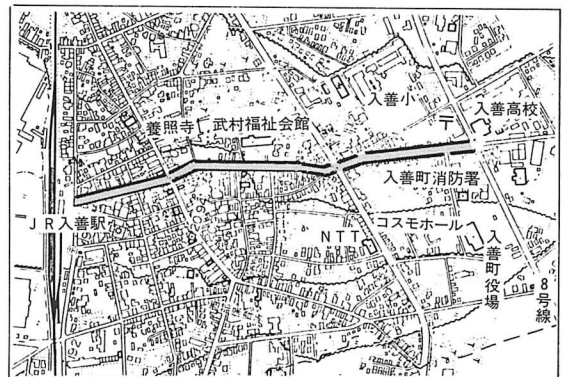 入善小
〒
入善高校
養照寺
武村福祉会館
入善町消防署
JR入善駅
コスモホール
NTT
入善町役場
8号線